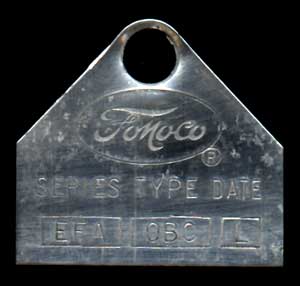 FoMoCo
®
SERIES TYPE DATE
EFA OBC L